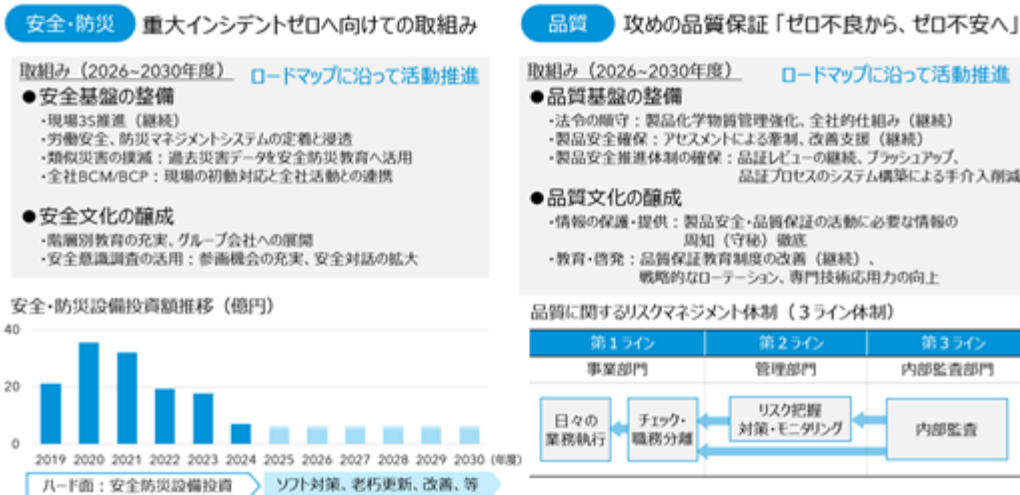 安全・防災
重大インシデントゼロへ向けての取組み
取組み（2026~2030年度）
ロードマップに沿って活動推進
●安全基盤の整備
・現場3S推進（継続）
・労働安全、防災マネジメントシステムの定着と浸透
・類似災害の撲滅：過去災害データを安全防災教育へ活用
・全社BCM/BCP：現場の初動対応と全社活動との連携
●安全文化の醸成
・階層別教育の充実、グループ会社への展開
・安全意識調査の活用：参画機会の充実、安全対話の拡大
安全・防災設備投資額推移（億円）
40
20
0
2019 2020 2021 2022 2023 2024 2025 2026 2027 2028 2029 2030 (年度)
ハード面：安全防災設備投資
ソフト対策、老朽更新、改善、等
品質
攻めの品質保証「ゼロ不良から、ゼロ不安へ」
取組み（2026~2030年度）
ロードマップに沿って活動推進
●品質基盤の整備
・法令の順守：製品化学物質管理強化、全社的仕組み（継続）
・製品安全確保：アセスメントによる牽制、改善支援（継続）
・製品安全推進体制の確保：品証レビューの継続、ブラッシュアップ、
品証プロセスのシステム構築による手介入削減
●品質文化の醸成
・情報の保護・提供：製品安全・品質保証の活動に必要な情報の
周知（守秘）徹底
・教育・啓発：品質保証教育制度の改善（継続）、
戦略的なローテーション、専門技術応用力の向上
品質に関するリスクマネジメント体制（３ライン体制）
第１ライン 第２ライン 第３ライン
事業部門 管理部門 内部監査部門
日々の
業務執行
チェック・
職務分離
リスク把握
対策・モニタリング
内部監査